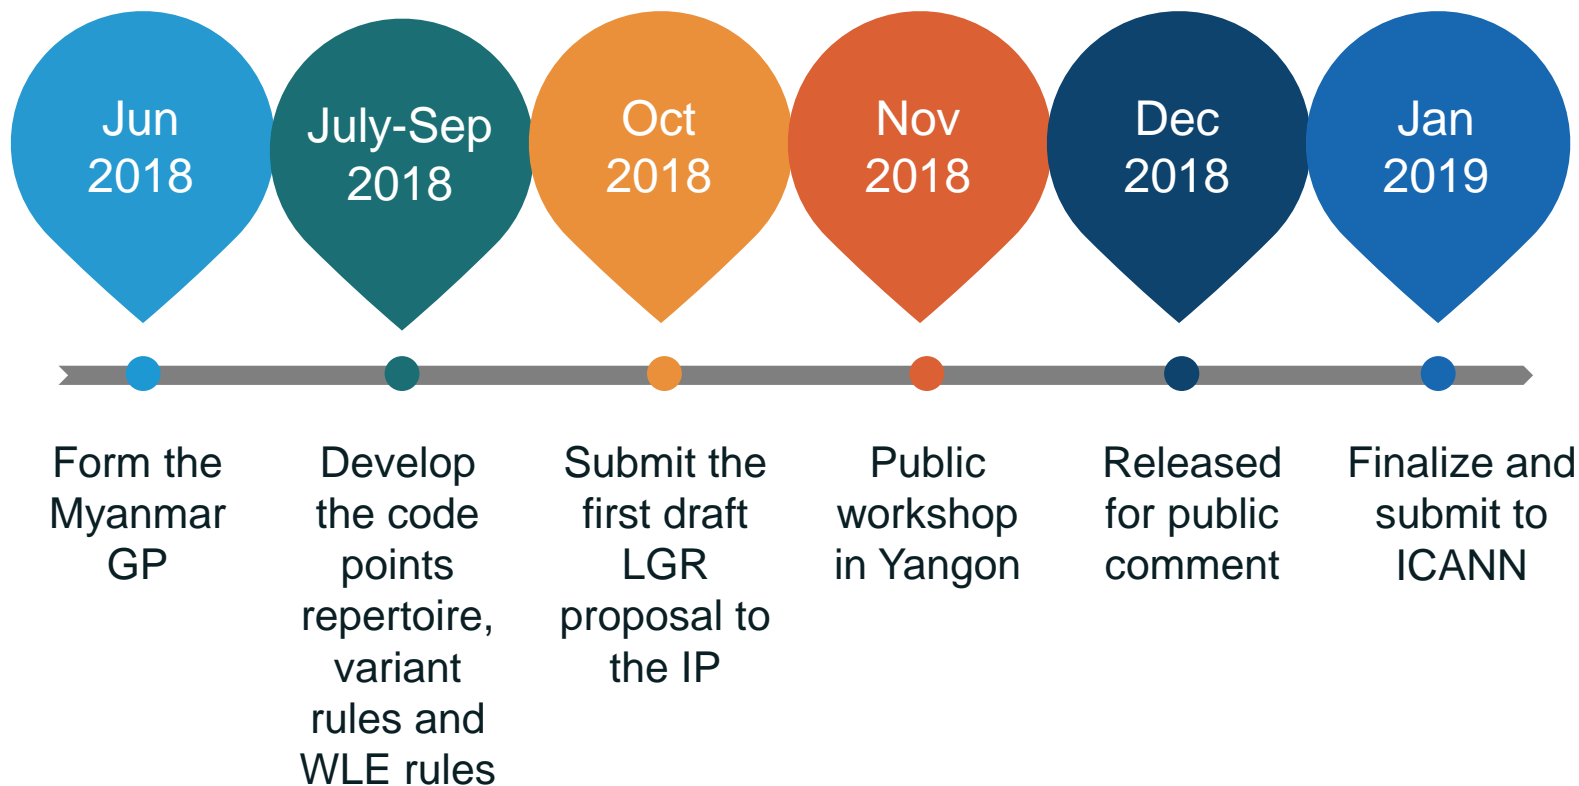 Jun
2018
July-Sep
2018
Oct
2018
Nov
2018
Dec
2018
Jan
2019
Form the
Myanmar
GP
Develop
the code
points
repertoire,
variant
rules and
WLE rules
Submit the
first draft
LGR
proposal to
the IP
Public
workshop
in Yangon
Released
for public
comment
Finalize and
submit to
ICANN